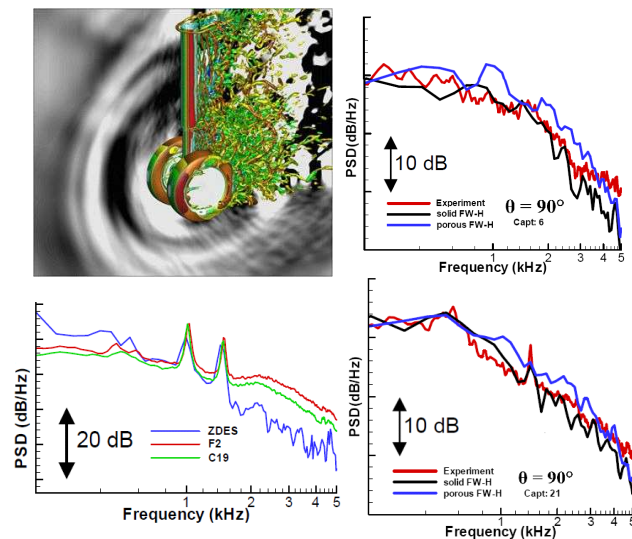 PSD (dB/Hz)
10 dB
Experiment
solid FW-H
porous FW-H
θ = 90°
Capt: 6
1 2 3 4 5
Frequency (kHz)
PSD (dB/Hz)
20 dB
ZDES
F2
C19
1 2 3 4 5
Frequency (kHz)
PSD(dB/Hz)
10 dB
Experiment
solid FW-H
porous FW-H
θ = 90°
Capt: 21
1 2 3 4 5
Frequency (kHz)